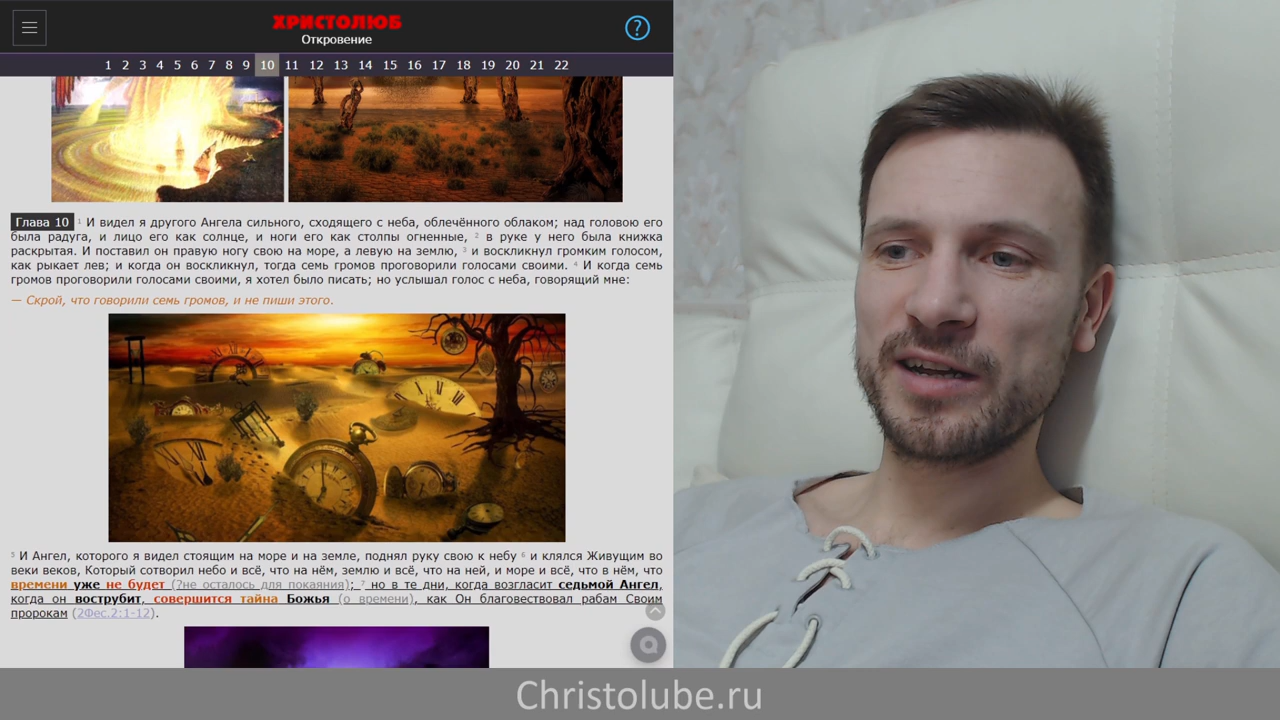 ХРИСТОЛЮБ
Откровение
?
1 2 3 4 5 6 7 8 9 10 11 12 13 14 15 16 17 18 19 20 21 22
Глава 10 1 И видел я другого Ангела сильного, сходящего с неба, облечённого облаком; над головою его
была радуга, и лицо его как солнце, и ноги его как столпы огненные, 2 в руке у него была книжка
раскрытая. И поставил он правую ногу свою на море, а левую на землю, 3 и воскликнул громким голосом,
как рыкает лев; и когда он воскликнул, тогда семь громов проговорили голосами своими. 4 И когда семь
громов проговорили голосами своими, я хотел было писать; но услышал голос с неба, говорящий мне:
— Скрой, что говорили семь громов, и не пиши этого.
5 И Ангел, которого я видел стоящим на море и на земле, поднял руку свою к небу 6 и клялся Живущим во
веки веков, Который сотворил небо и всё, что на нём, землю и всё, что на ней, и море и всё, что в нём, что
времени уже не будет (?не осталось для покаяния); 7 но в те дни, когда возгласит седьмой Ангел,
когда он вострубит, совершится тайна Божья (о времени), как Он благовествовал рабам Своим
пророкам (2Фес.2:1-12).
Christolube.ru